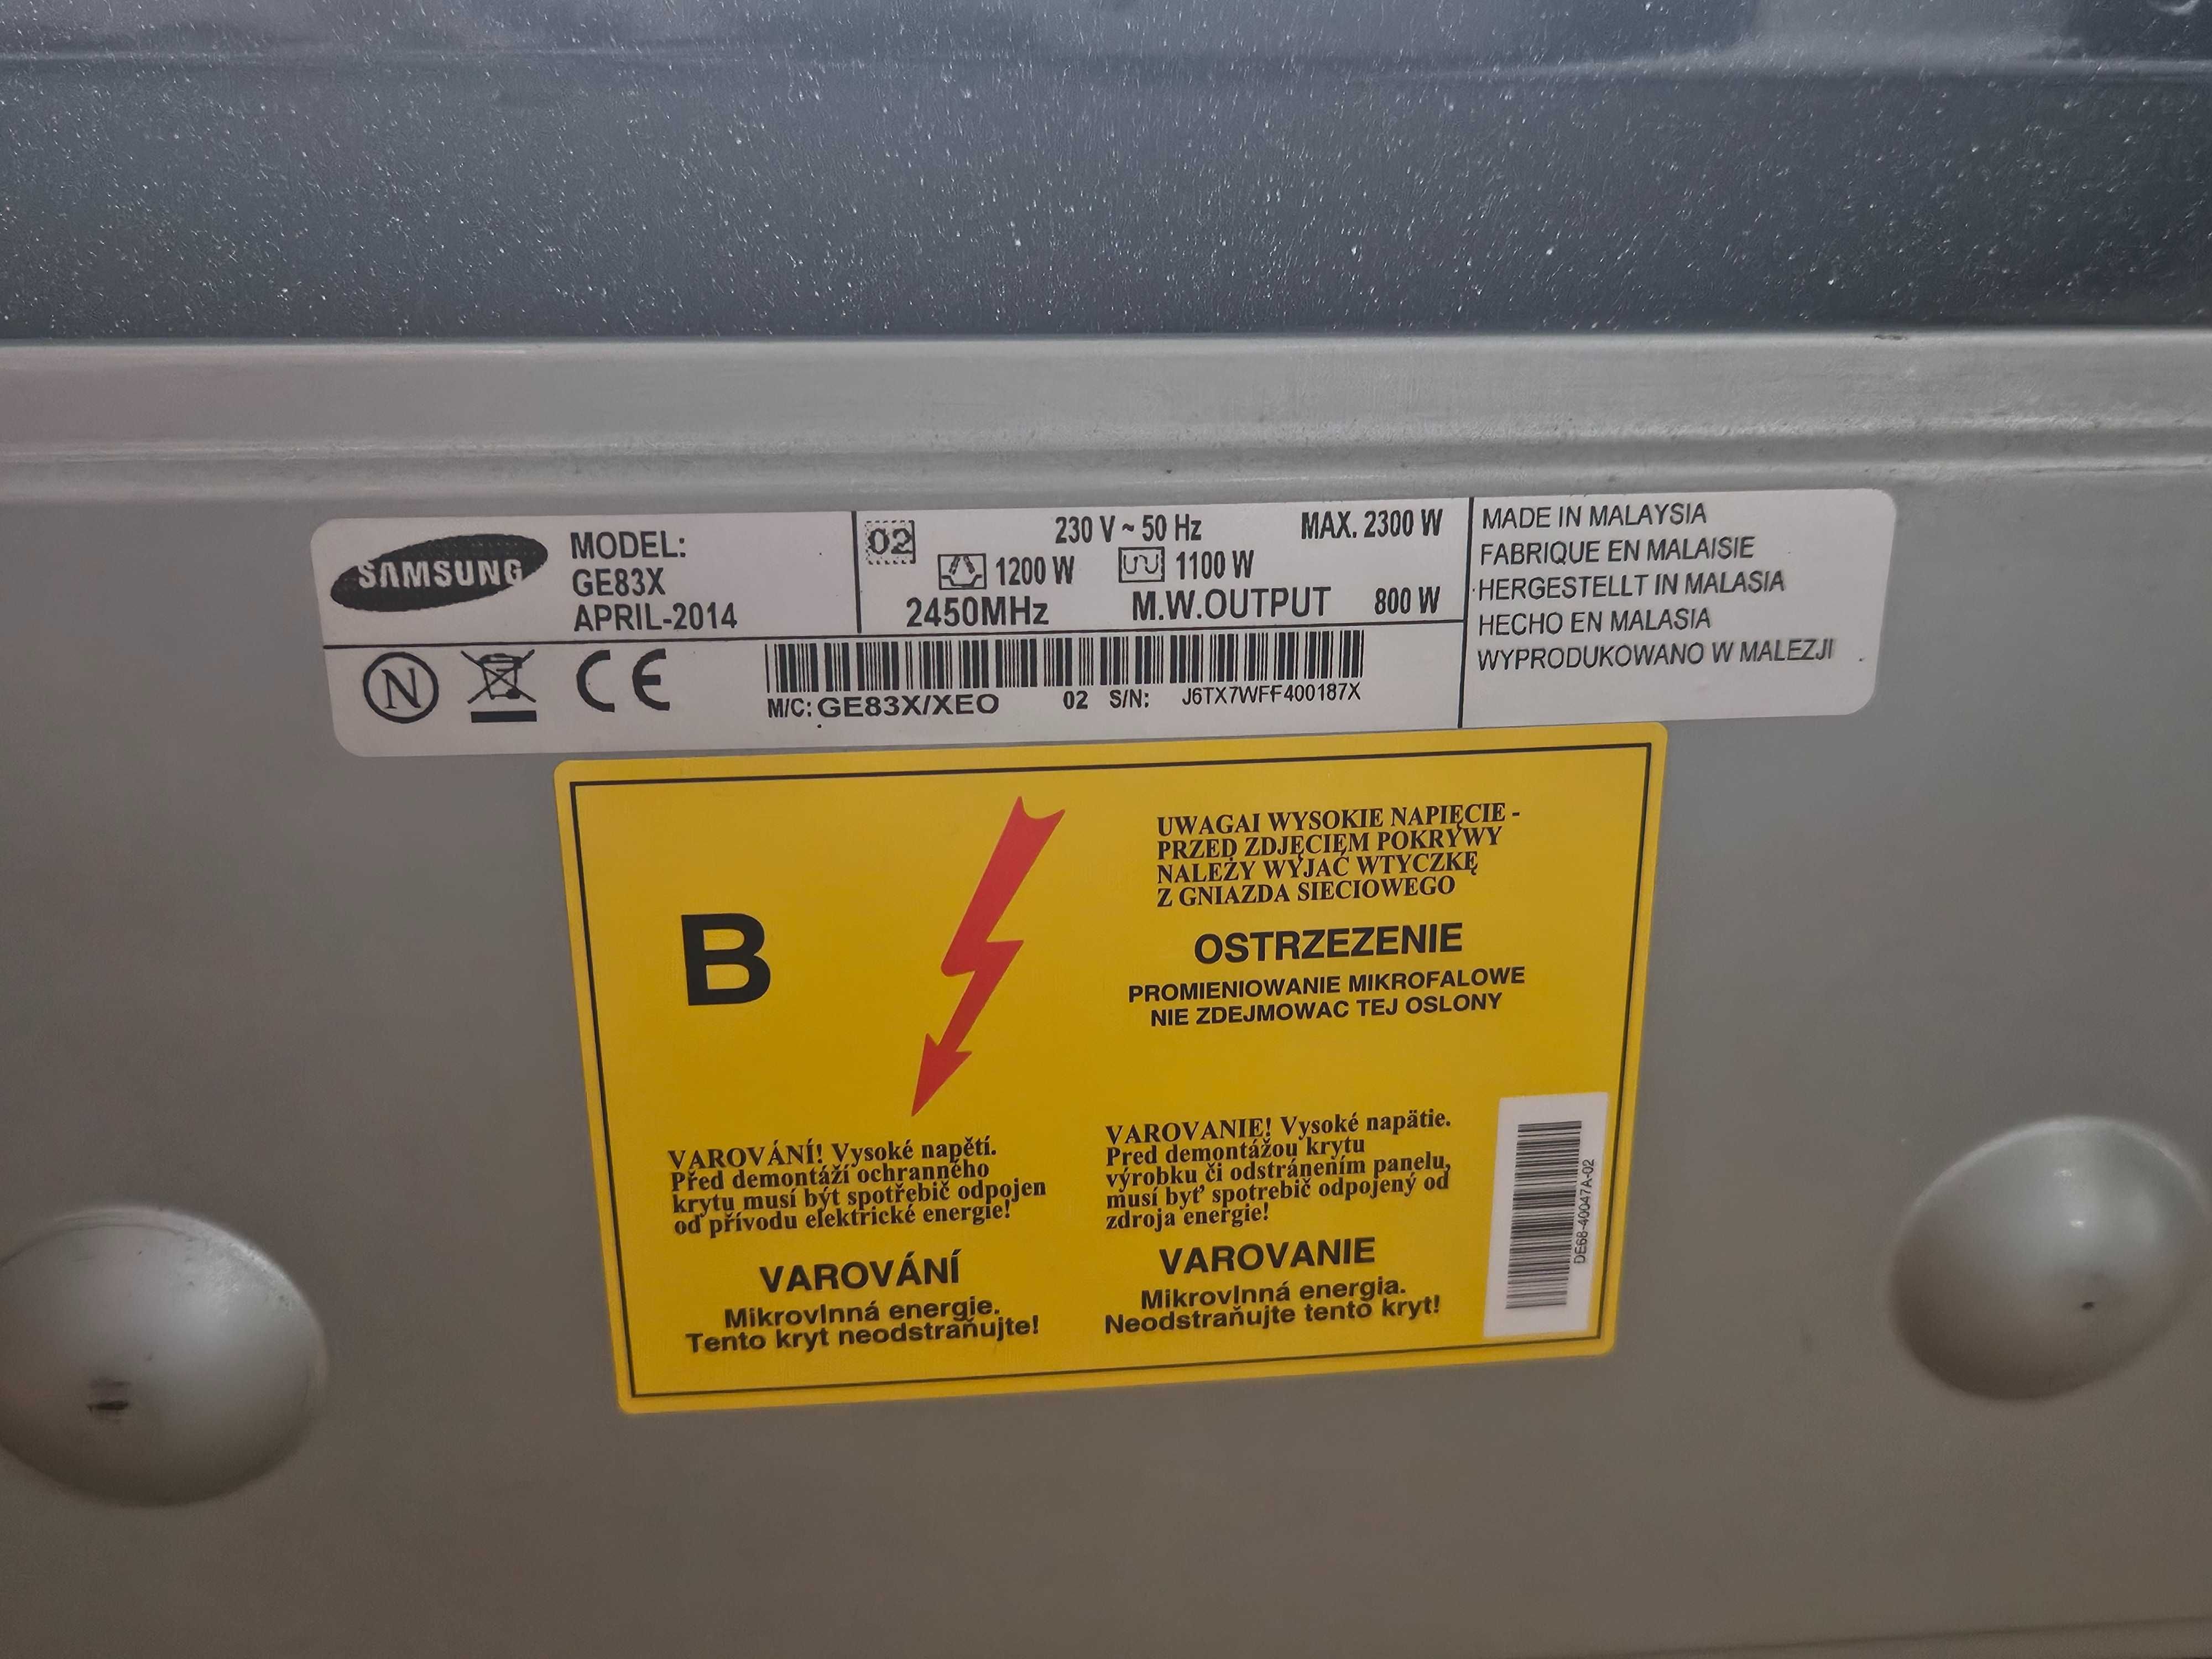 SAMSUNG
MODEL:
GE83X
APRIL-2014
02
230 V ~ 50 Hz MAX. 2300 W
1200 W 1100 W
2450MHz M.W.OUTPUT 800 W
MADE IN MALAYSIA
FABRIQUE EN MALAISIE
HERGESTELLT IN MALASIA
HECHO EN MALASIA
WYPRODUKOWANO W MALEZJI
N CE
M/C: GE83X/XEO 02 S/N: J6TX7WFF400187X
B
UWAGAI WYSOKIE NAPIĘCIE -
PRZED ZDJĘCIEM POKRYWY
NALEŻY WYJAĆ WTYCZKĘ
Z GNIAZDA SIECIOWEGO
OSTRZEZENIE
PROMIENIOWANIE MIKROFALOWE
NIE ZDEJMOWAC TEJ OSLONY
VAROVÁNÍ! Vysoké napětí.
Před demontáží ochranného
krytu musí být spotřebič odpojen
od přívodu elektrické energie!
VAROVÁNÍ
Mikrovlnná energie.
Tento kryt neodstraňujte!
VAROVANIE! Vysoké napätie.
Pred demontážou krytu
výrobku či odstránením panelu,
musí byť spotrebič odpojený od
zdroja energie!
VAROVANIE
Mikrovlnná energia.
Neodstraňujte tento kryt!
DE68-40047A-02